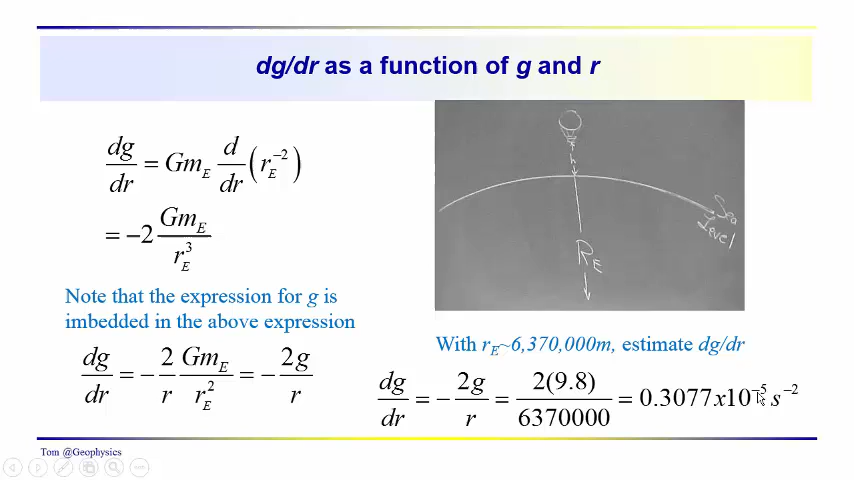 dg/dr as a function of g and r
dg/dr = Gm_E d/dr (r_E^-2)
= -2 Gm_E/r_E^3
Note that the expression for g is
imbedded in the above expression
dg/dr = - 2/r Gm_E/r_E^2 = - 2g/r
h
Sea
Level
R_E
With r_E~6,370,000m, estimate dg/dr
dg/dr = - 2g/r = 2(9.8)/6370000 = 0.3077x10^-5 s^-2
Tom @Geophysics